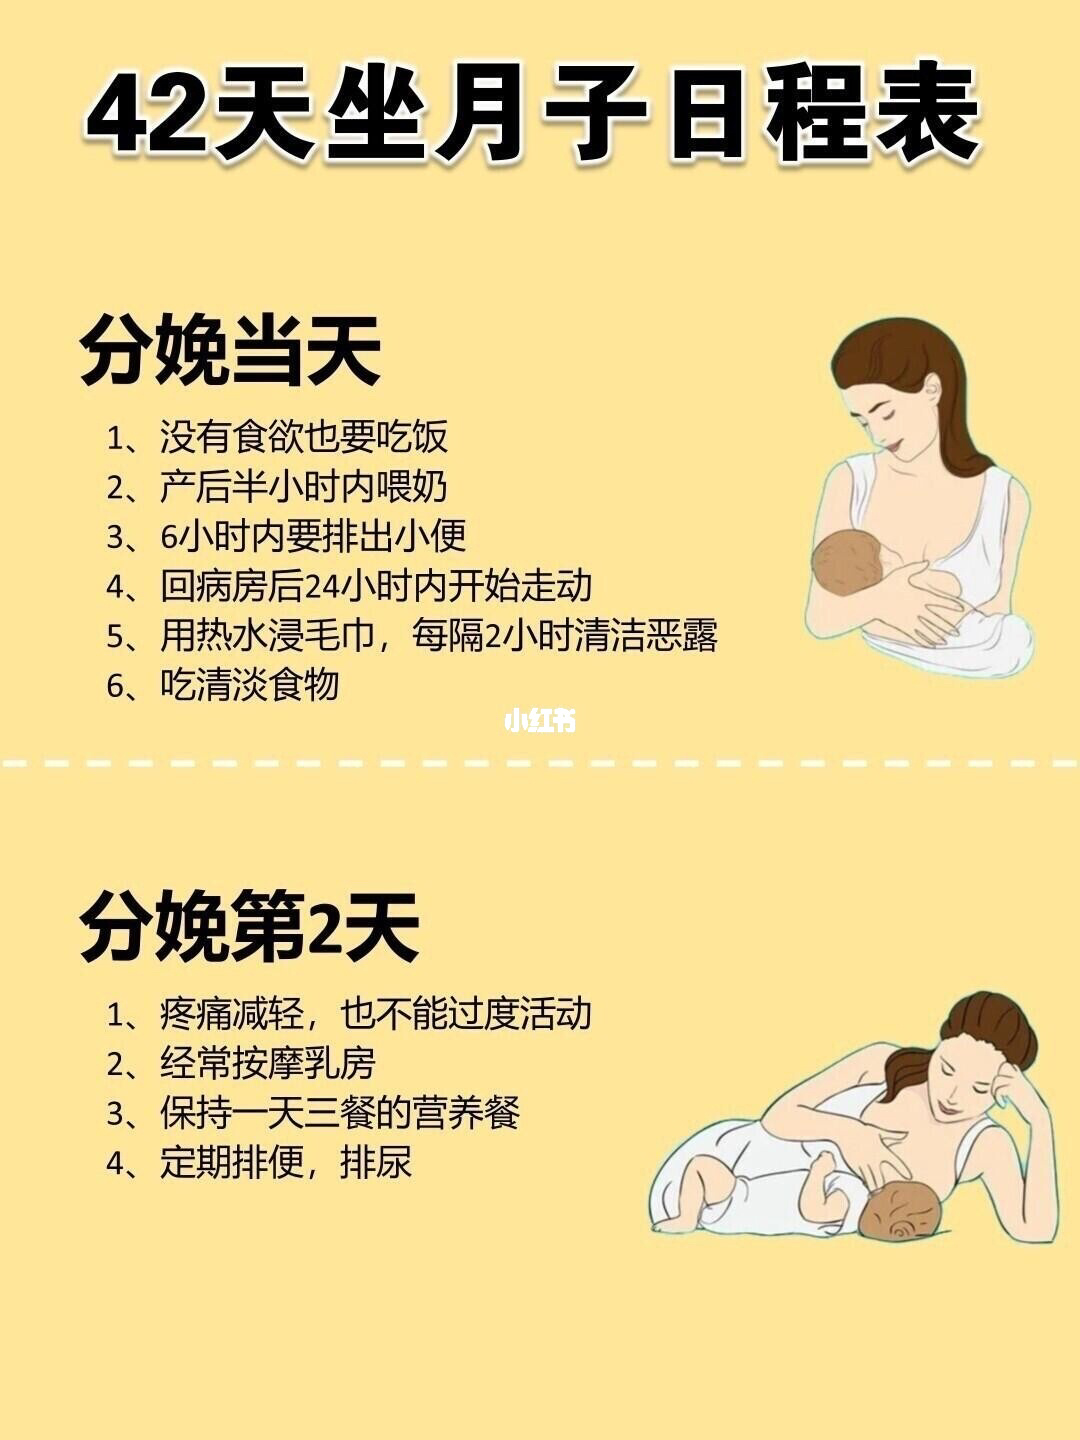 42天坐月子日程表
分娩当天
1、没有食欲也要吃饭
2、产后半小时内喂奶
3、6小时内要排出小便
4、回病房后24小时内开始走动
5、用热水浸毛巾，每隔2小时清洁恶露
6、吃清淡食物
小红书
分娩第2天
1、疼痛减轻，也不能过度活动
2、经常按摩乳房
3、保持一天三餐的营养餐
4、定期排便，排尿